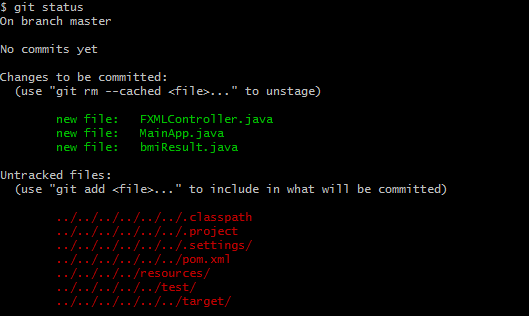 $ git status
On branch master
No commits yet
Changes to be committed:
(use "git rm --cached <file>..." to unstage)
new file: FXMLController.java
new file: MainApp.java
new file: bmiResult.java
Untracked files:
(use "git add <file>..." to include in what will be committed)
../../../../../../.classpath
../../../../../../.project
../../../../../../.settings/
../../../../../../pom.xml
../../../../resources/
../../../../../test/
../../../../../../target/